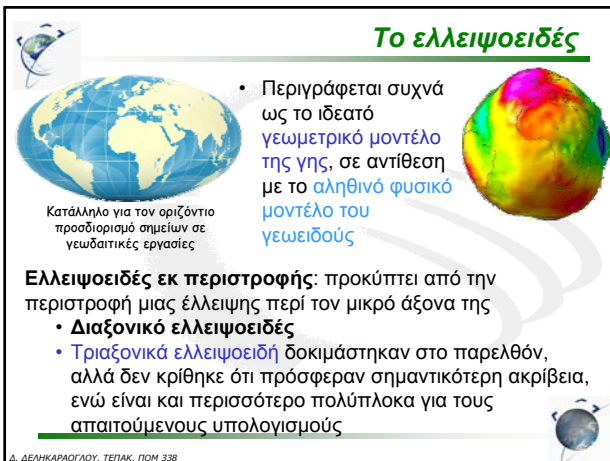 Το ελλειψοειδές
• Περιγράφεται συχνά
ως το ιδεατό
γεωμετρικό μοντέλο
της γης, σε αντίθεση
με το αληθινό φυσικό
μοντέλο του
γεωειδούς
Κατάλληλο για τον οριζόντιο
προσδιορισμό σημείων σε
γεωδαιτικές εργασίες
Ελλειψοειδές εκ περιστροφής: προκύπτει από την
περιστροφή μιας έλλειψης περί τον μικρό άξονα της
• Διαξονικό ελλειψοειδές
• Τριαξονικά ελλειψοειδή δοκιμάστηκαν στο παρελθόν,
αλλά δεν κρίθηκε ότι πρόσφεραν σημαντικότερη ακρίβεια,
ενώ είναι και περισσότερο πολύπλοκα για τους
απαιτούμενους υπολογισμούς
Δ. ΔΕΛΗΚΑΡΑΟΓΛΟΥ, ΤΕΠΑΚ, ΠΟΜ 338